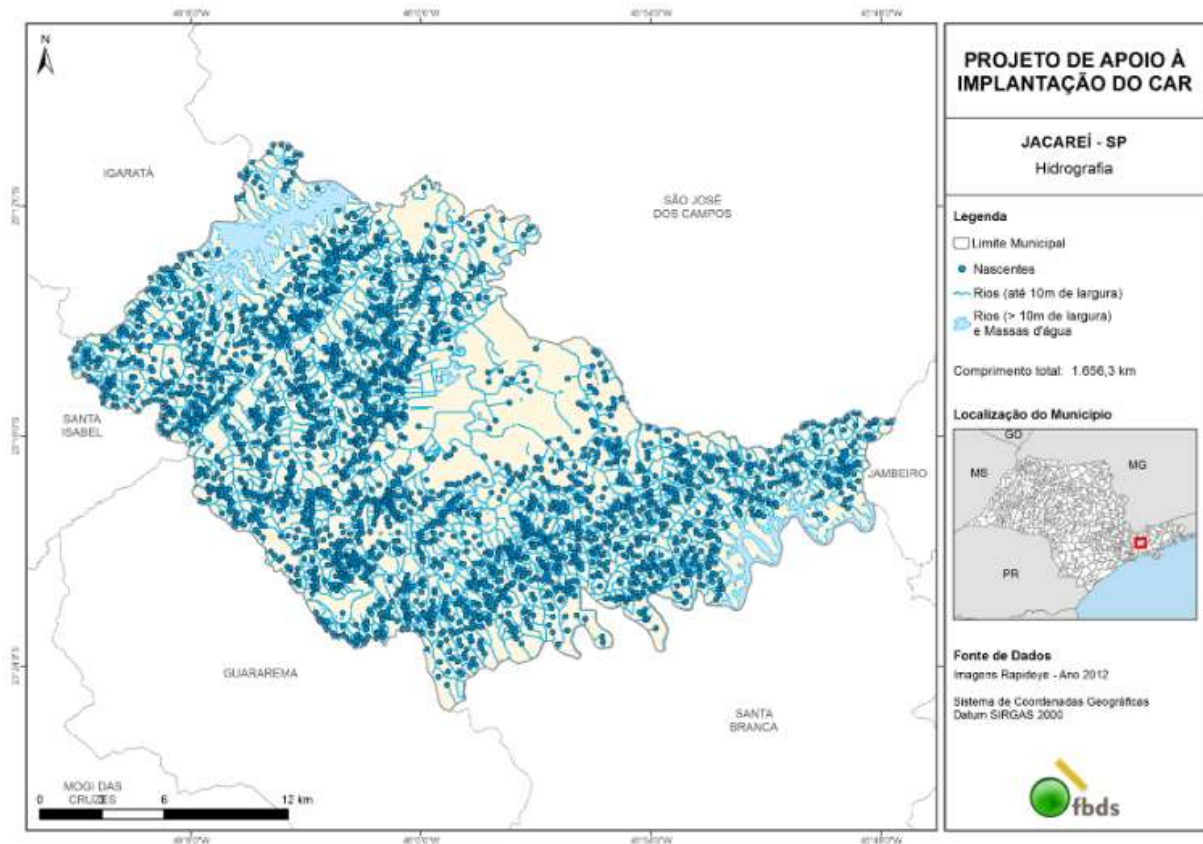 N
IGARATÁ
SÃO JOSÉ
DOS CAMPOS
SANTA
ISABEL
JAMBEIRO
GUARAREMA
SANTA
BRANCA
MOGI DAS
CRUZES
0 3 6 12 km
PROJETO DE APOIO À
IMPLANTAÇÃO DO CAR
JACAREÍ - SP
Hidrografia
Legenda
Limite Municipal
Nascentes
Rios (até 10m de largura)
Rios (> 10m de largura)
e Massas d'água
Comprimento total: 1.656,3 km
Localização do Município
GO
MS
MG
PR
Fonte de Dados
Imagens Rapideye - Ano 2012
Sistema de Coordenadas Geográficas
Datum SIRGAS 2000
fbds